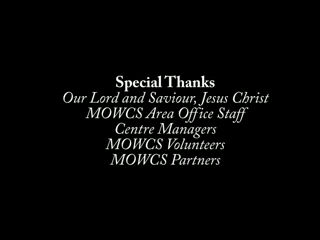 Special Thanks
Our Lord and Saviour, Jesus Christ
MOWCS Area Office Staff
Centre Managers
MOWCS Volunteers
MOWCS Partners